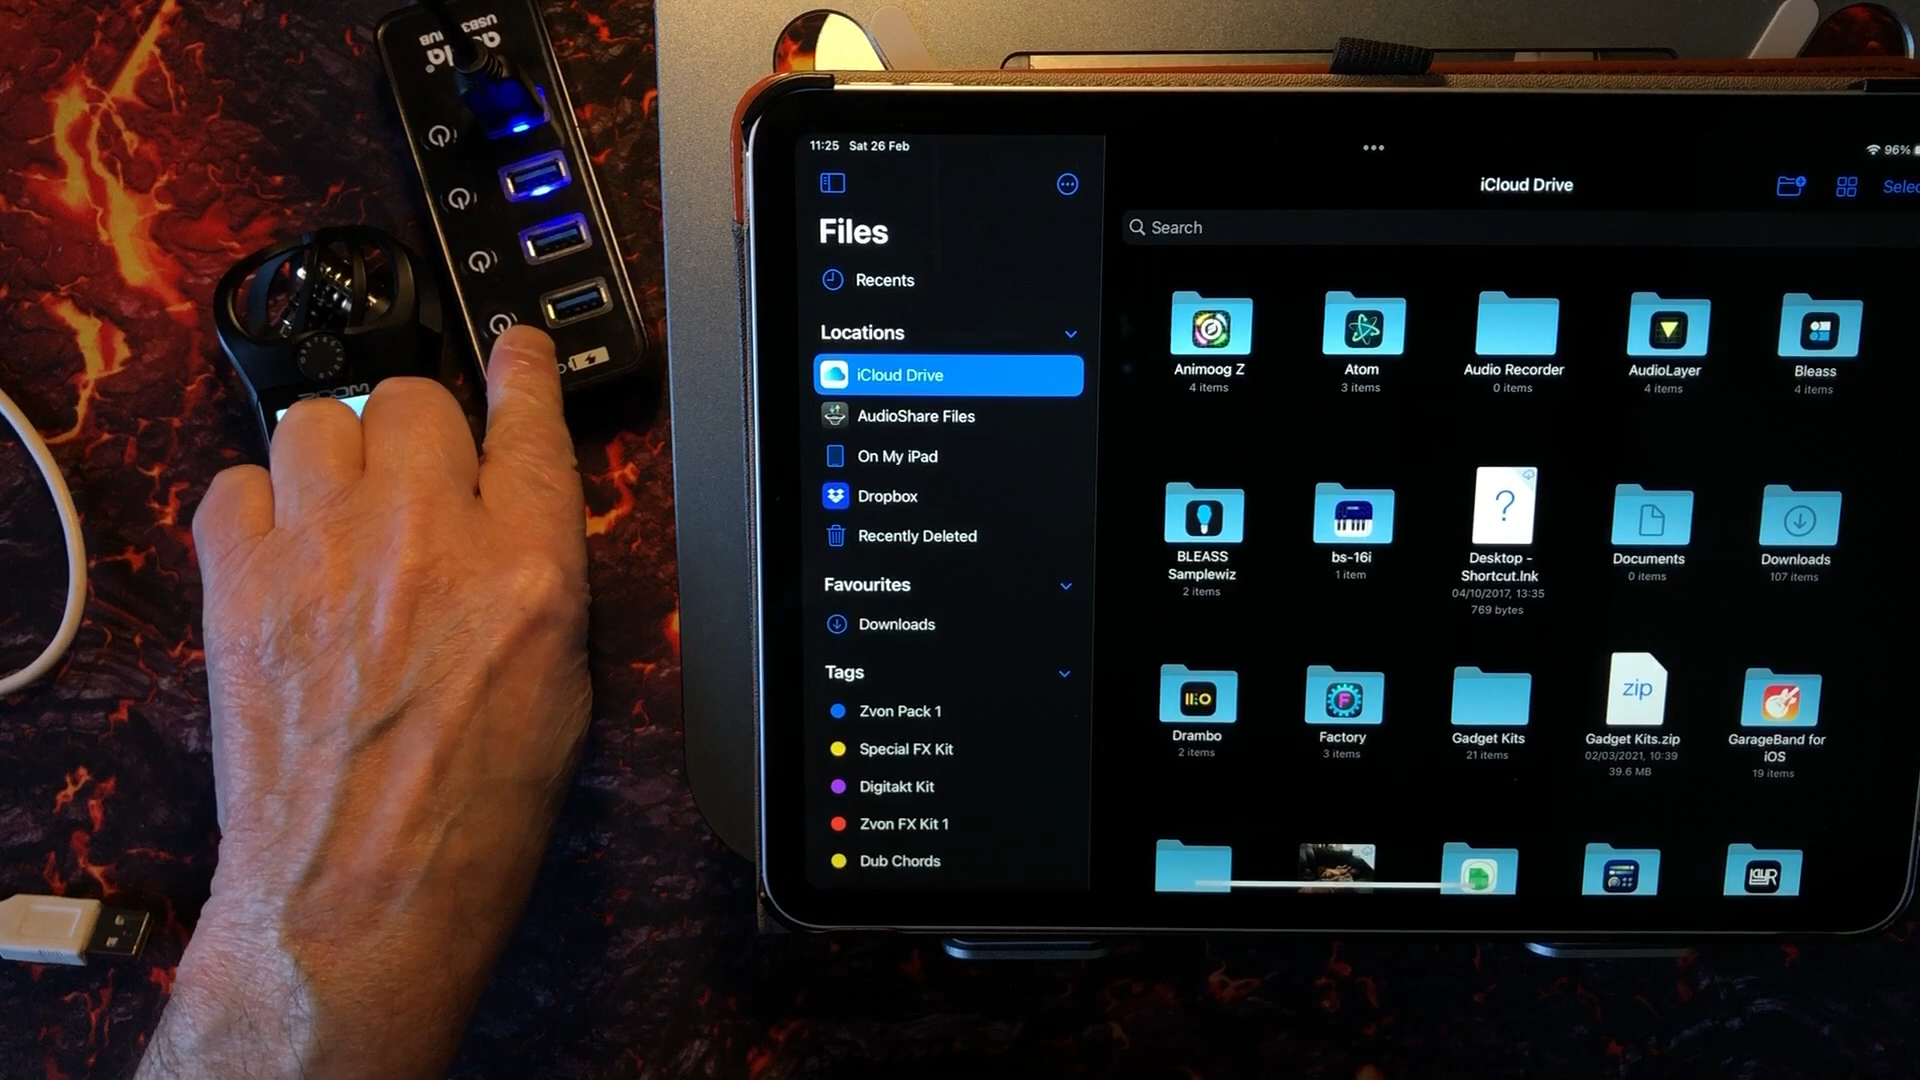 USB3 HUB
ZOOM
11:25 Sat 26 Feb
96%
Files
Recents
Locations
iCloud Drive
AudioShare Files
On My iPad
Dropbox
Recently Deleted
Favourites
Downloads
Tags
Zvon Pack 1
Special FX Kit
Digitakt Kit
Zvon FX Kit 1
Dub Chords
iCloud Drive
Selec
Search
Animoog Z
4 items
Atom
3 items
Audio Recorder
0 items
AudioLayer
4 items
Bleass
4 items
BLEASS
Samplewiz
2 items
bs-16i
1 item
?
Desktop -
Shortcut.lnk
04/10/2017, 13:35
769 bytes
Documents
0 items
Downloads
107 items
Drambo
2 items
F
Factory
3 items
Gadget Kits
21 items
zip
Gadget Kits.zip
02/03/2021, 10:39
39.6 MB
GarageBand for
iOS
19 items